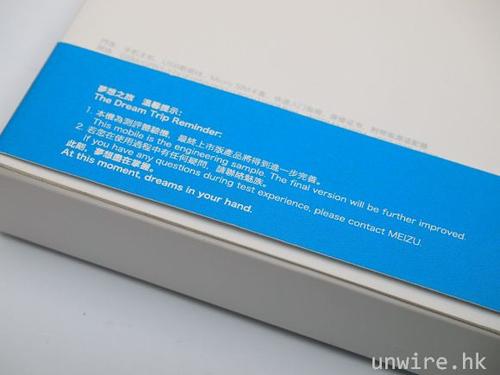 夢想之旅 溫馨提示:
The Dream Trip Reminder:
1. 本機為測評體驗機，最終上市版產品將得到進一步完善。
This mobile is the engineering sample. The final version will be further improved.
2. 若您在使用過程中有任何疑問，請聯絡魅族。
If you have any questions during test experience, please contact MEIZU.
此刻，夢想盡在掌握。
At this moment, dreams in your hand.
unwire.hk